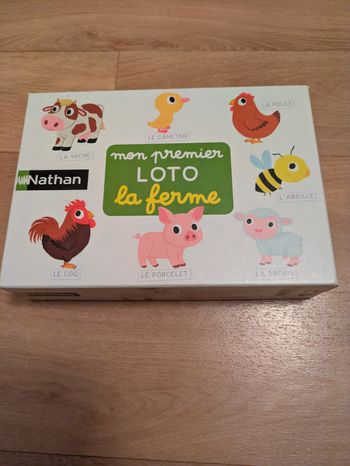 LA VACHE
LE CANETON
LA POULE
mon premier
LOTO
la ferme
Nathan
L'ABEILLE
LE COQ
LE PORCELET
LA BREBIS